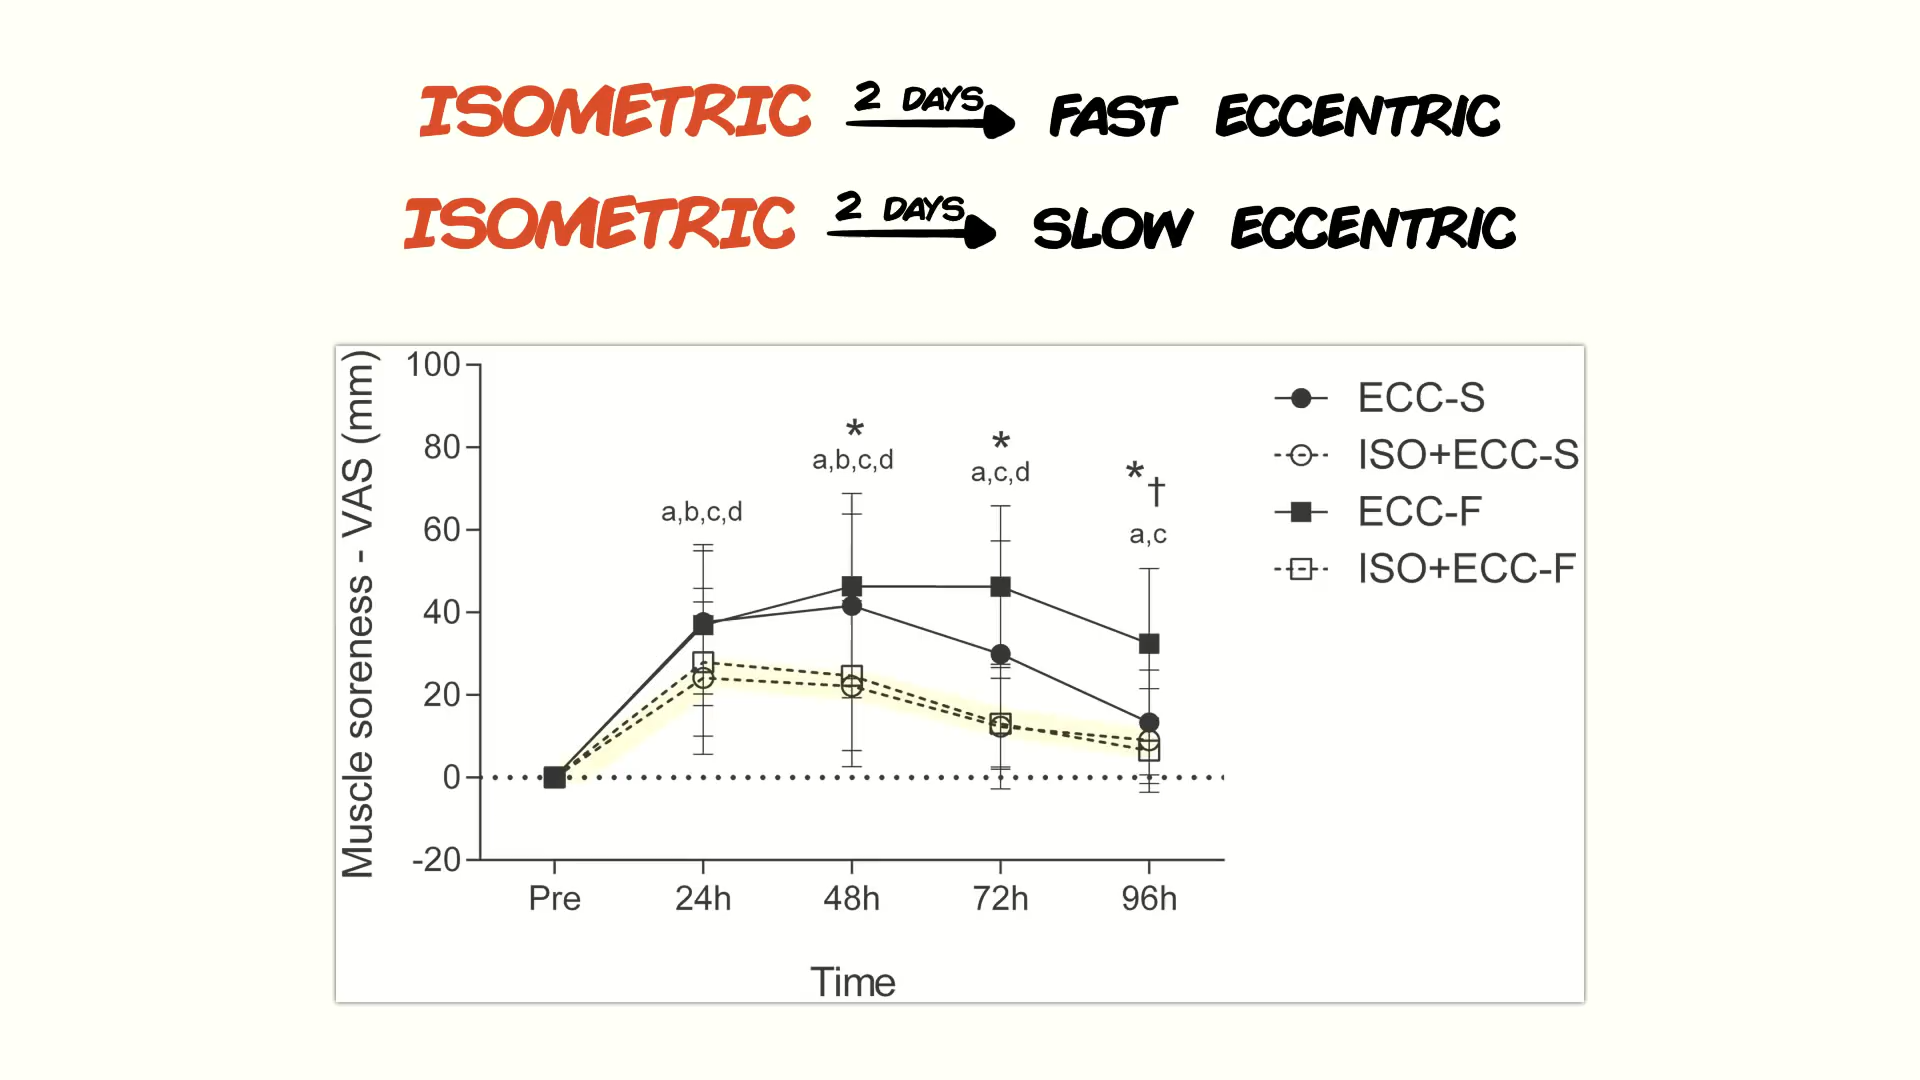 ISOMETRIC 2 DAYS FAST ECCENTRIC
ISOMETRIC 2 DAYS SLOW ECCENTRIC
Muscle soreness - VAS (mm)
100
80
60
40
20
0
-20
a,b,c,d
*
a,b,c,d
*
a,c,d
*†
a,c
ECC-S
ISO+ECC-S
ECC-F
ISO+ECC-F
Pre 24h 48h 72h 96h
Time